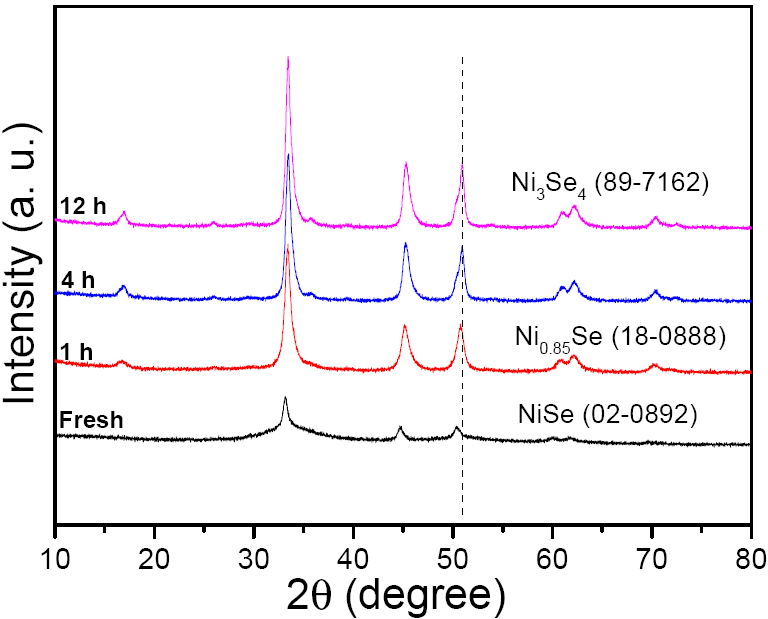 Intensity (a. u.)
12 h
Ni₃Se₄ (89-7162)
4 h
1 h
Ni₀.₈₅Se (18-0888)
Fresh
NiSe (02-0892)
10 20 30 40 50 60 70 80
2θ (degree)